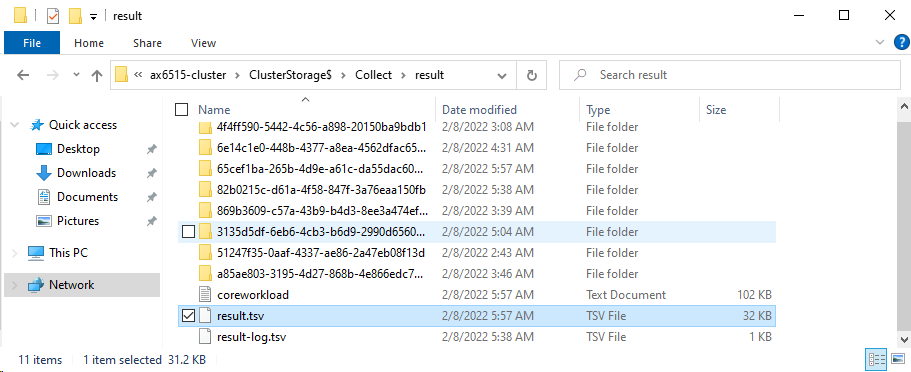 result
File Home Share View
ax6515-cluster ClusterStorage$ Collect result Search result
Name Date modified Type Size
Quick access
Desktop
Downloads
Documents
Pictures
This PC
Network
4f4ff590-5442-4c56-a898-20150ba9bdb1 2/8/2022 3:08 AM File folder
6e14c1e0-448b-4377-a8ea-4562dfac65... 2/8/2022 4:31 AM File folder
65cef1ba-265b-4d9e-a61c-da55dac60... 2/8/2022 5:57 AM File folder
82b0215c-d61a-4f58-847f-3a76eaa150fb 2/8/2022 5:38 AM File folder
869b3609-c57a-43b9-b4d3-8ee3a474ef... 2/8/2022 3:39 AM File folder
3135d5df-6eb6-4cb3-b6d9-2990d6560... 2/8/2022 5:04 AM File folder
51247f35-0aaf-4337-ae86-2a47eb08f13d 2/8/2022 2:43 AM File folder
a85ae803-3195-4d27-868b-4e866edc7... 2/8/2022 3:46 AM File folder
coreworkload 2/8/2022 5:57 AM Text Document 102 KB
result.tsv 2/8/2022 5:57 AM TSV File 32 KB
result-log.tsv 2/8/2022 5:38 AM TSV File 1 KB
11 items 1 item selected 31.2 KB